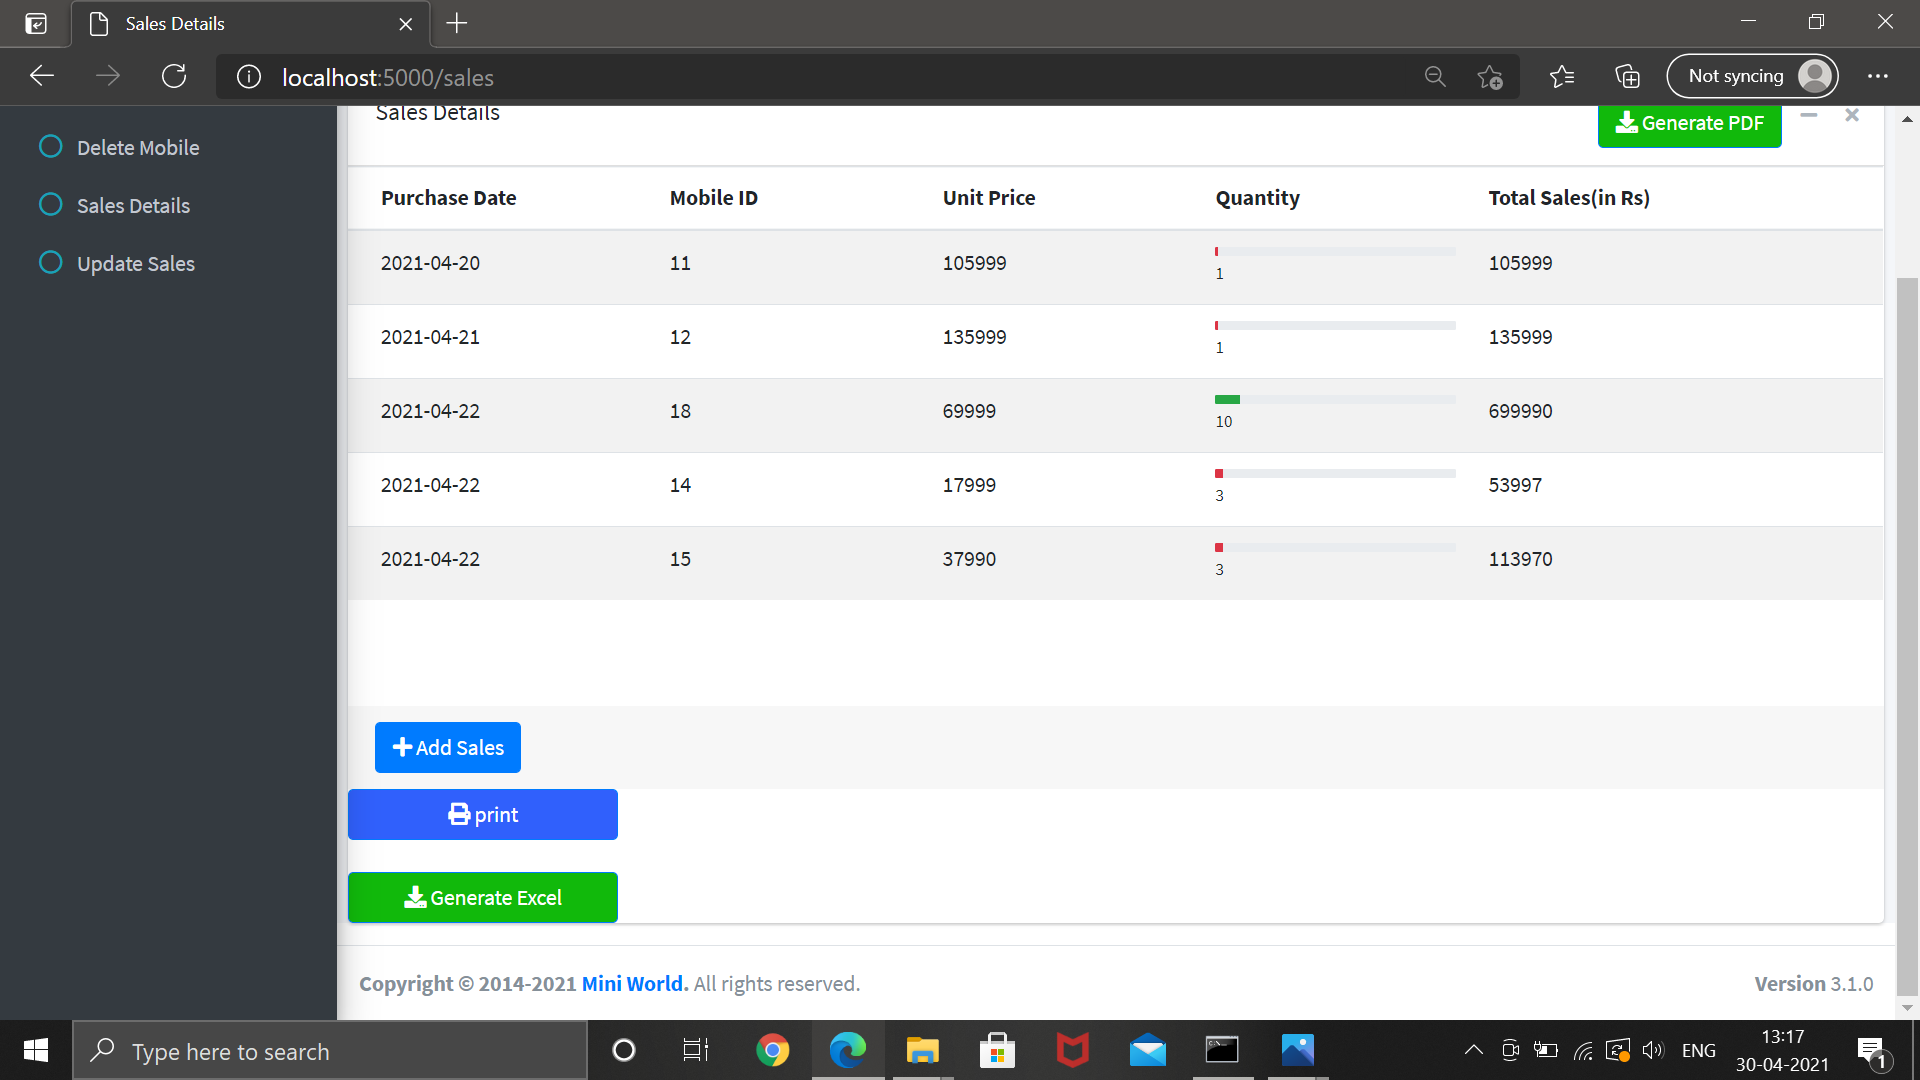 Sales Details
localhost:5000/sales
Not syncing
Delete Mobile
Sales Details
Update Sales
Sales Details
Generate PDF
Purchase Date Mobile ID Unit Price Quantity Total Sales(in Rs)
2021-04-20 11 105999 1 105999
2021-04-21 12 135999 1 135999
2021-04-22 18 69999 10 699990
2021-04-22 14 17999 3 53997
2021-04-22 15 37990 3 113970
Add Sales
print
Generate Excel
Copyright © 2014-2021 Mini World. All rights reserved.
Version 3.1.0
Type here to search
ENG
13:17
30-04-2021
1